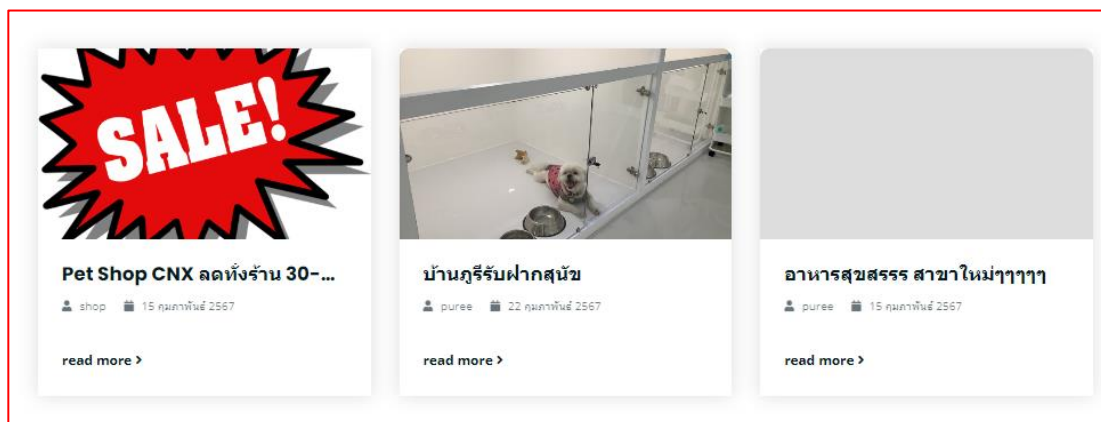 SALE!
Pet Shop CNX ลดทั้งร้าน 30-...
shop 15 กุมภาพันธ์ 2567
read more
บ้านภูรีรับฝากสุนัข
puree 22 กุมภาพันธ์ 2567
read more
อาหารสุขสรรร สาขาใหม่ๆๆๆๆๆ
puree 15 กุมภาพันธ์ 2567
read more